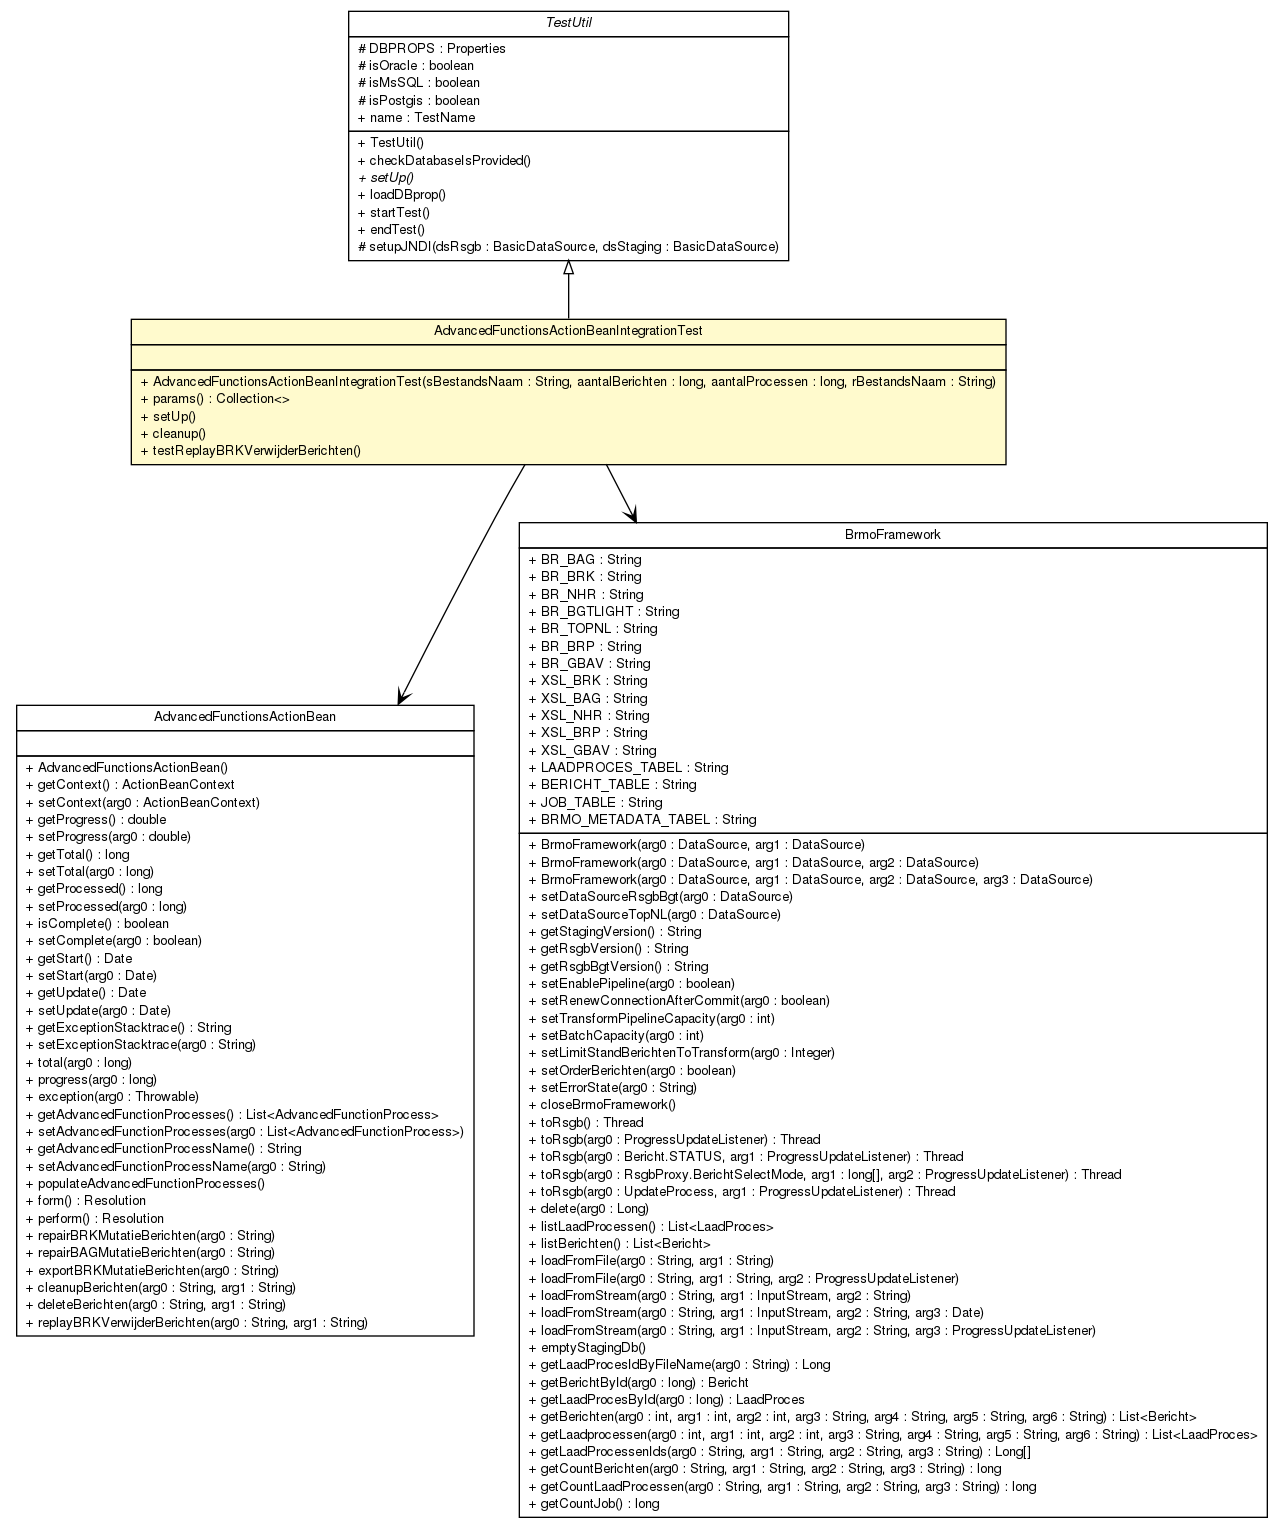 TestUtil
# DBPROPS : Properties
# isOracle : boolean
# isMsSQL : boolean
# isPostgis : boolean
+ name : TestName
+ TestUtil()
+ checkDatabaseIsProvided()
+ setUp()
+ loadDBprop()
+ startTest()
+ endTest()
# setupJNDI(dsRsgb : BasicDataSource, dsStaging : BasicDataSource)
AdvancedFunctionsActionBeanIntegrationTest
+ AdvancedFunctionsActionBeanIntegrationTest(sBestandsNaam : String, aantalBerichten : long, aantalProcessen : long, rBestandsNaam : String)
+ params() : Collection<>
+ setUp()
+ cleanup()
+ testReplayBRKVerwijderBerichten()
AdvancedFunctionsActionBean
+ AdvancedFunctionsActionBean()
+ getContext() : ActionBeanContext
+ setContext(arg0 : ActionBeanContext)
+ getProgress() : double
+ setProgress(arg0 : double)
+ getTotal() : long
+ setTotal(arg0 : long)
+ getProcessed() : long
+ setProcessed(arg0 : long)
+ isComplete() : boolean
+ setComplete(arg0 : boolean)
+ getStart() : Date
+ setStart(arg0 : Date)
+ getUpdate() : Date
+ setUpdate(arg0 : Date)
+ getExceptionStacktrace() : String
+ setExceptionStacktrace(arg0 : String)
+ total(arg0 : long)
+ progress(arg0 : long)
+ exception(arg0 : Throwable)
+ getAdvancedFunctionProcesses() : List<AdvancedFunctionProcess>
+ setAdvancedFunctionProcesses(arg0 : List<AdvancedFunctionProcess>)
+ getAdvancedFunctionProcessName() : String
+ setAdvancedFunctionProcessName(arg0 : String)
+ populateAdvancedFunctionProcesses()
+ form() : Resolution
+ perform() : Resolution
+ repairBRKMutatieBerichten(arg0 : String)
+ repairBAGMutatieBerichten(arg0 : String)
+ exportBRKMutatieBerichten(arg0 : String)
+ cleanupBerichten(arg0 : String, arg1 : String)
+ deleteBerichten(arg0 : String, arg1 : String)
+ replayBRKVerwijderBerichten(arg0 : String, arg1 : String)
BrmoFramework
+ BR_BAG : String
+ BR_BRK : String
+ BR_NHR : String
+ BR_BGTLIGHT : String
+ BR_TOPNL : String
+ BR_BRP : String
+ BR_GBAV : String
+ XSL_BRK : String
+ XSL_BAG : String
+ XSL_NHR : String
+ XSL_BRP : String
+ XSL_GBAV : String
+ LAADPROCES_TABEL : String
+ BERICHT_TABLE : String
+ JOB_TABLE : String
+ BRMO_METADATA_TABEL : String
+ BrmoFramework(arg0 : DataSource, arg1 : DataSource)
+ BrmoFramework(arg0 : DataSource, arg1 : DataSource, arg2 : DataSource)
+ BrmoFramework(arg0 : DataSource, arg1 : DataSource, arg2 : DataSource, arg3 : DataSource)
+ setDataSourceRsgbBgt(arg0 : DataSource)
+ setDataSourceTopNL(arg0 : DataSource)
+ getStagingVersion() : String
+ getRsgbVersion() : String
+ getRsgbBgtVersion() : String
+ setEnablePipeline(arg0 : boolean)
+ setRenewConnectionAfterCommit(arg0 : boolean)
+ setTransformPipelineCapacity(arg0 : int)
+ setBatchCapacity(arg0 : int)
+ setLimitStandBerichtenToTransform(arg0 : Integer)
+ setOrderBerichten(arg0 : boolean)
+ setErrorState(arg0 : String)
+ closeBrmoFramework()
+ toRsgb() : Thread
+ toRsgb(arg0 : ProgressUpdateListener) : Thread
+ toRsgb(arg0 : Bericht.STATUS, arg1 : ProgressUpdateListener) : Thread
+ toRsgb(arg0 : RsgbProxy.BerichtSelectMode, arg1 : long[], arg2 : ProgressUpdateListener) : Thread
+ toRsgb(arg0 : UpdateProcess, arg1 : ProgressUpdateListener) : Thread
+ delete(arg0 : Long)
+ listLaadProcessen() : List<LaadProces>
+ listBerichten() : List<Bericht>
+ loadFromFile(arg0 : String, arg1 : String)
+ loadFromFile(arg0 : String, arg1 : String, arg2 : ProgressUpdateListener)
+ loadFromStream(arg0 : String, arg1 : InputStream, arg2 : String)
+ loadFromStream(arg0 : String, arg1 : InputStream, arg2 : String, arg3 : Date)
+ loadFromStream(arg0 : String, arg1 : InputStream, arg2 : String, arg3 : ProgressUpdateListener)
+ emptyStagingDb()
+ getLaadProcesIdByFileName(arg0 : String) : Long
+ getBerichtById(arg0 : long) : Bericht
+ getLaadProcesById(arg0 : long) : LaadProces
+ getBerichten(arg0 : int, arg1 : int, arg2 : int, arg3 : String, arg4 : String, arg5 : String, arg6 : String) : List<Bericht>
+ getLaadprocessen(arg0 : int, arg1 : int, arg2 : int, arg3 : String, arg4 : String, arg5 : String, arg6 : String) : List<LaadProces>
+ getLaadProcessenIds(arg0 : String, arg1 : String, arg2 : String, arg3 : String) : Long[]
+ getCountBerichten(arg0 : String, arg1 : String, arg2 : String, arg3 : String) : long
+ getCountLaadProcessen(arg0 : String, arg1 : String, arg2 : String, arg3 : String) : long
+ getCountJob() : long